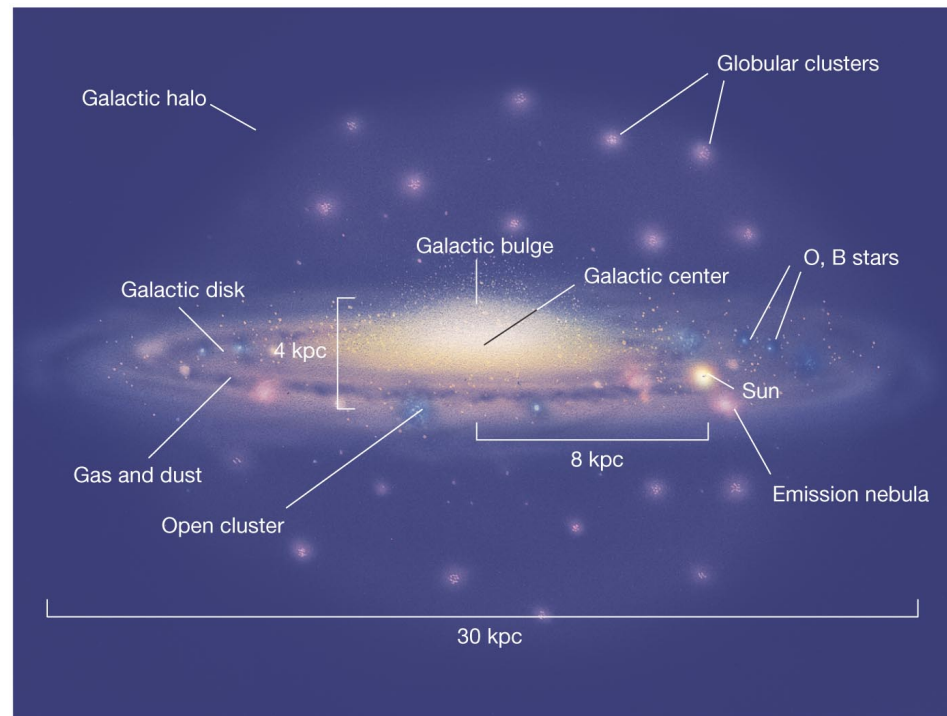 Globular clusters
Galactic halo
Galactic bulge
O, B stars
Galactic center
Galactic disk
4 kpc
Sun
8 kpc
Gas and dust
Emission nebula
Open cluster
30 kpc